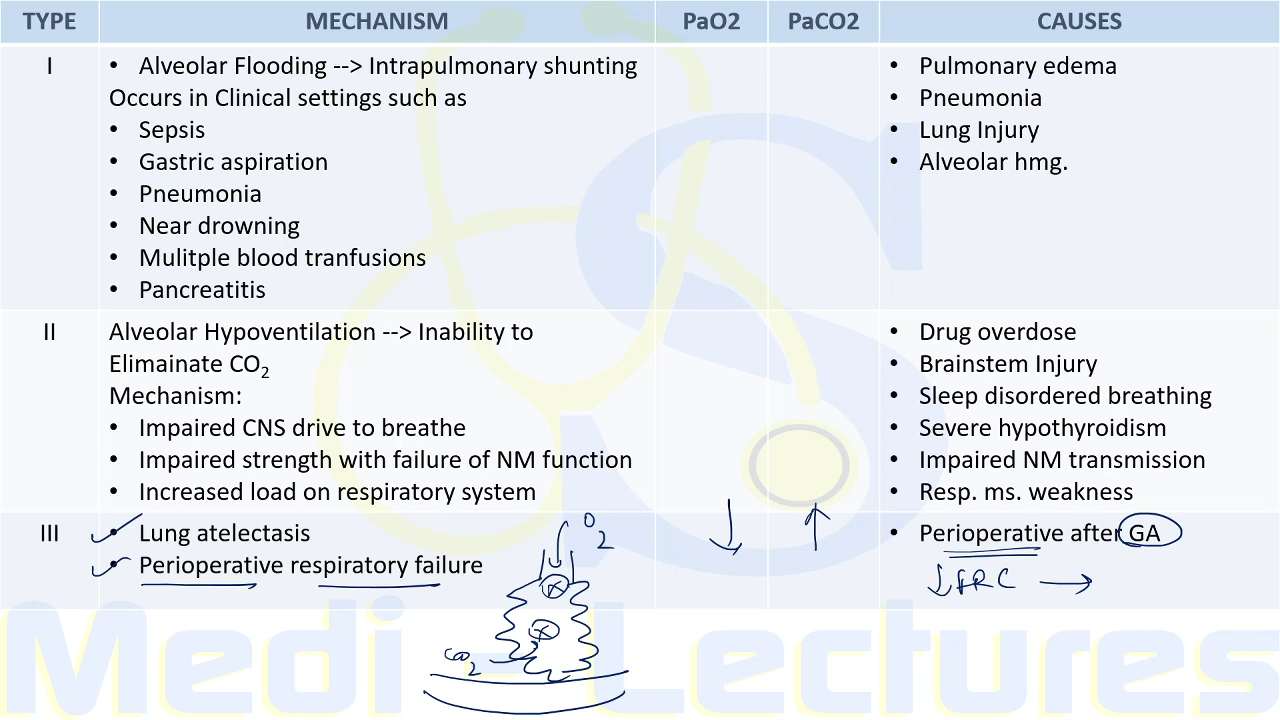 TYPE MECHANISM PaO2 PaCO2 CAUSES
I
• Alveolar Flooding --> Intrapulmonary shunting
Occurs in Clinical settings such as
• Sepsis
• Gastric aspiration
• Pneumonia
• Near drowning
• Mulitple blood tranfusions
• Pancreatitis
• Pulmonary edema
• Pneumonia
• Lung Injury
• Alveolar hmg.
II
Alveolar Hypoventilation --> Inability to
Elimainate CO₂
Mechanism:
• Impaired CNS drive to breathe
• Impaired strength with failure of NM function
• Increased load on respiratory system
• Drug overdose
• Brainstem Injury
• Sleep disordered breathing
• Severe hypothyroidism
• Impaired NM transmission
• Resp. ms. weakness
III
• Lung atelectasis
• Perioperative respiratory failure
O₂
CO₂
↓
↑
• Perioperative after GA
↓FRC →
Medi - Lectures